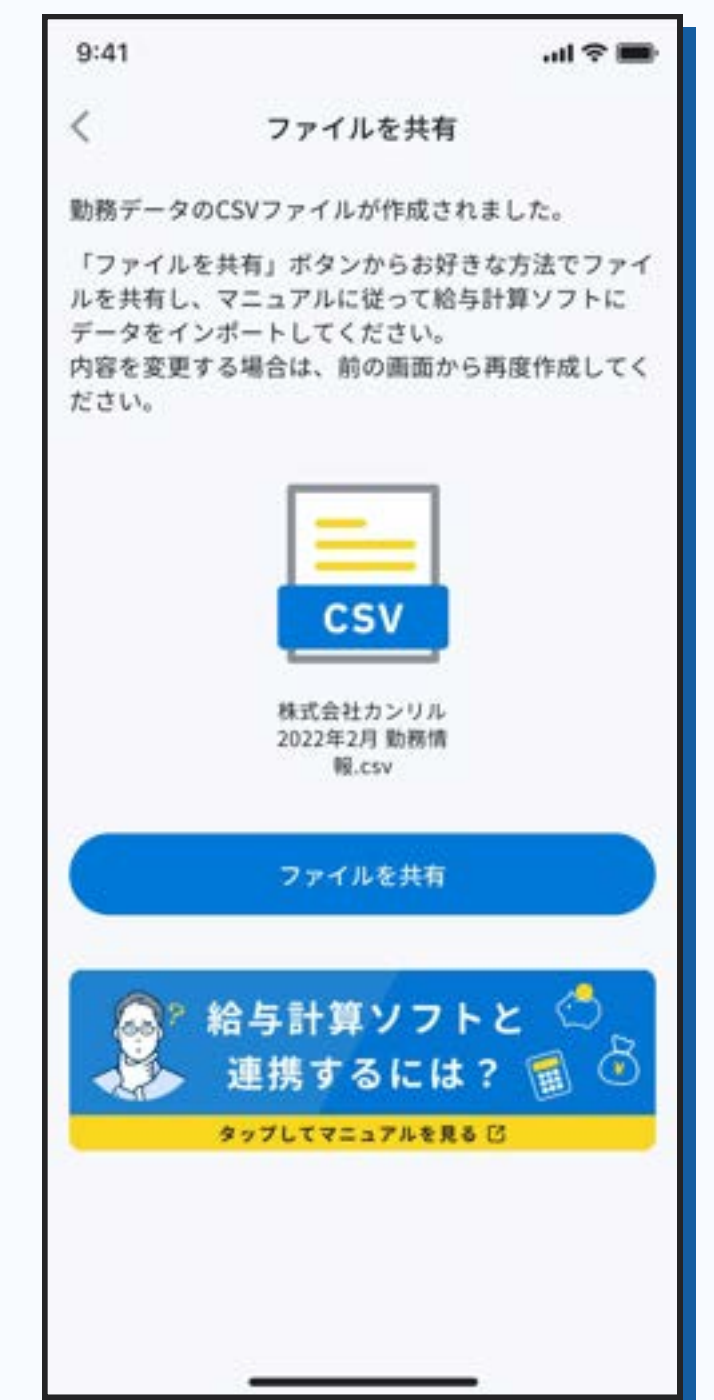 9:41
ファイルを共有
勤務データのCSVファイルが作成されました。
「ファイルを共有」ボタンからお好きな方法でファイ
ルを共有し、マニュアルに従って給与計算ソフトに
データをインポートしてください。
内容を変更する場合は、前の画面から再度作成してく
ださい。
CSV
株式会社カンリル
2022年2月 勤務情
報.csv
ファイルを共有
?
給与計算ソフトと
連携するには?
¥
タップしてマニュアルを見る